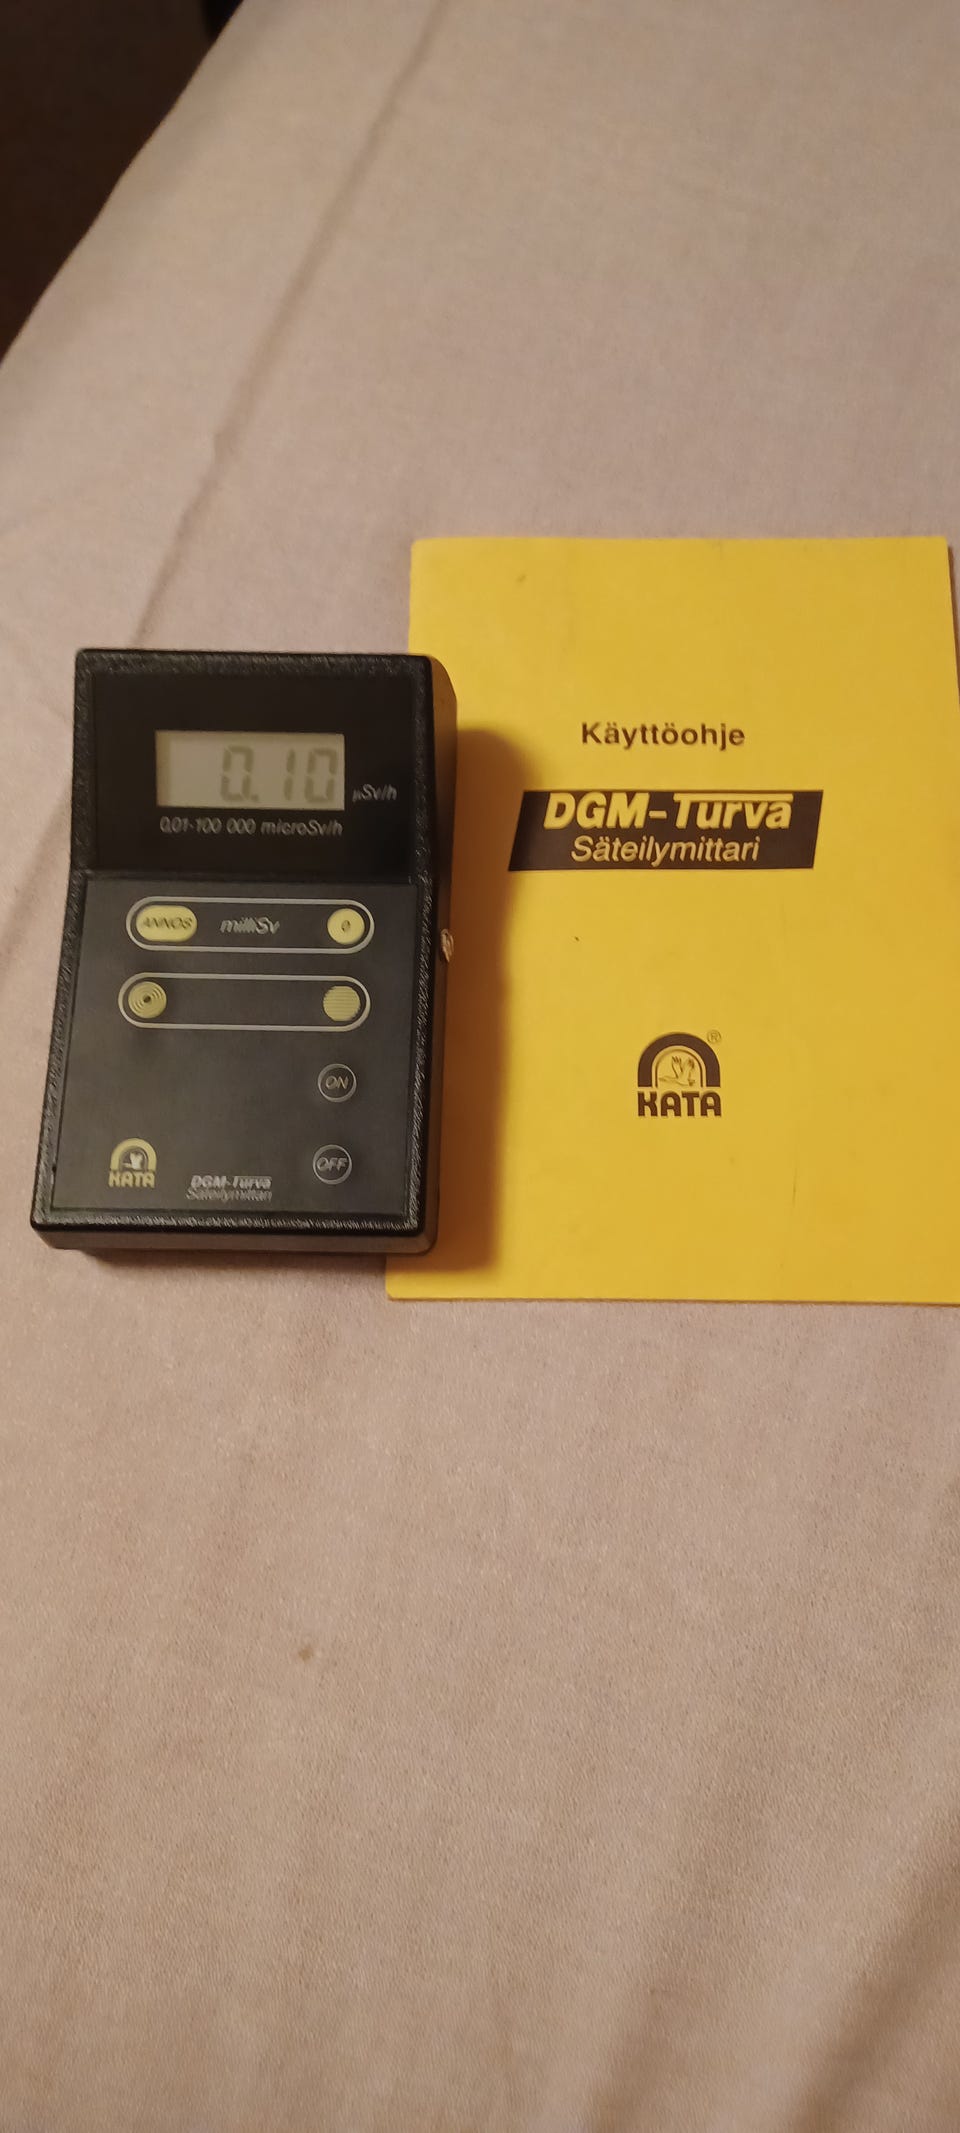 0.10 µSv/h
0,01-100 000 microSv/h
ANNOS milliSv 0
ON
OFF
KATA
DGM-Turva
Säteilymittari
Käyttöohje
DGM-Turva
Säteilymittari
®
KATA